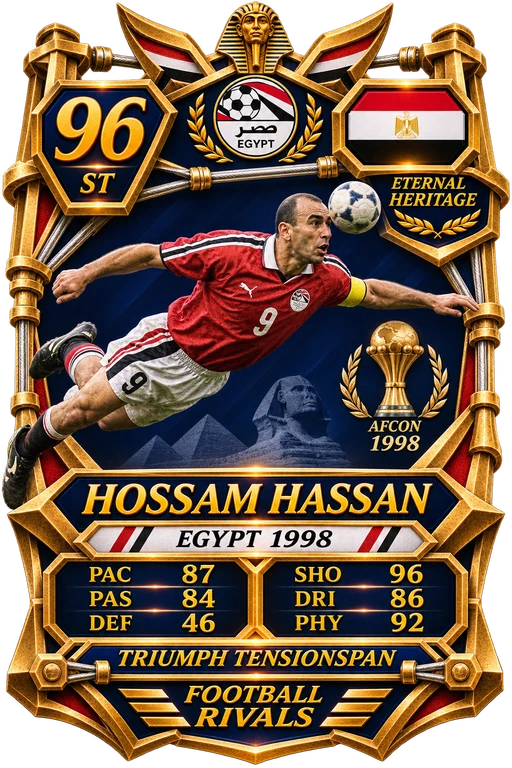 96
ST
مصر
EGYPT
ETERNAL
HERITAGE
9
9
AFCON
1998
HOSSAM HASSAN
EGYPT 1998
PAC 87
SHO 96
PAS 84
DRI 86
DEF 46
PHY 92
TRIUMPH TENSIONSPAN
FOOTBALL
RIVALS